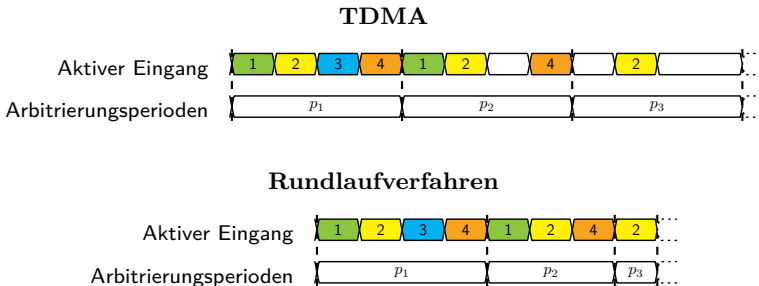 TDMA
Aktiver Eingang 1 2 3 4 1 2 4 2
Arbitrierungsperioden p1 p2 p3
Rundlaufverfahren
Aktiver Eingang 1 2 3 4 1 2 4 2
Arbitrierungsperioden p1 p2 p3